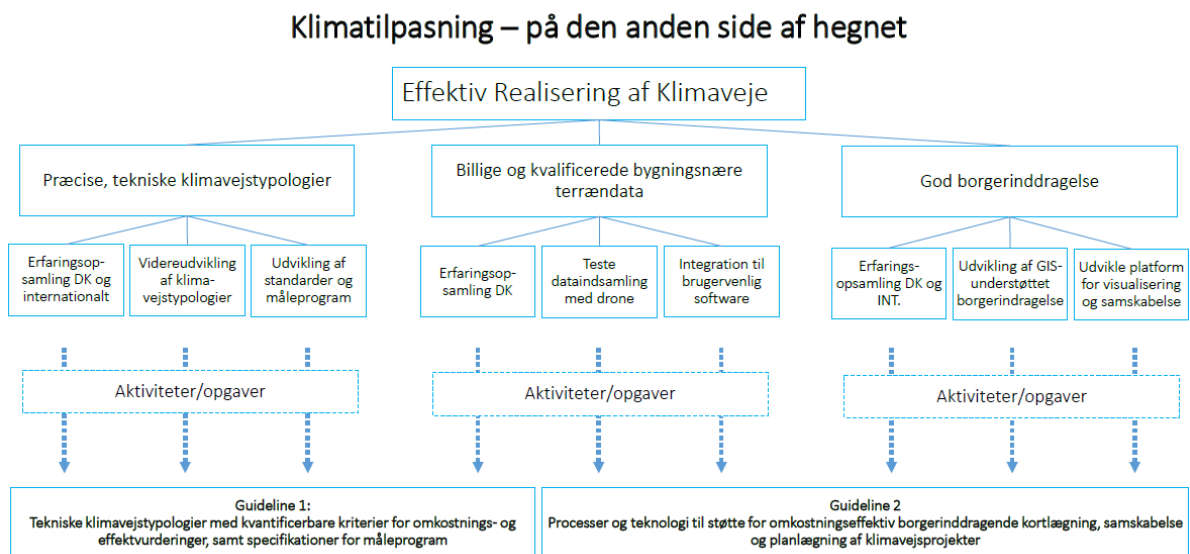 Klimatilpasning – på den anden side af hegnet
Effektiv Realisering af Klimaveje
Præcise, tekniske klimavejstypologier
Billige og kvalificerede bygningsnære
terrændata
God borgerinddragelse
Erfaringsop-
samling DK og
internationalt
Videreudvikling
af klima-
vejstypologier
Udvikling af
standarder og
måleprogram
Erfaringsop-
samling DK
Teste
dataindsamling
med drone
Integration til
brugervenlig
software
Erfarings-
opsamling DK og
INT.
Udvikling af GIS-
understøttet
borgerindragelse
Udvikle platform
for visualisering
og samskabelse
Aktiviteter/opgaver
Aktiviteter/opgaver
Aktiviteter/opgaver
Guideline 1:
Tekniske klimavejstypologier med kvantificerbare kriterier for omkostnings- og
effektvurderinger, samt specifikationer for måleprogram
Guideline 2
Processer og teknologi til støtte for omkostningseffektiv borgerinddragende kortlægning, samskabelse
og planlægning af klimavejsprojekter